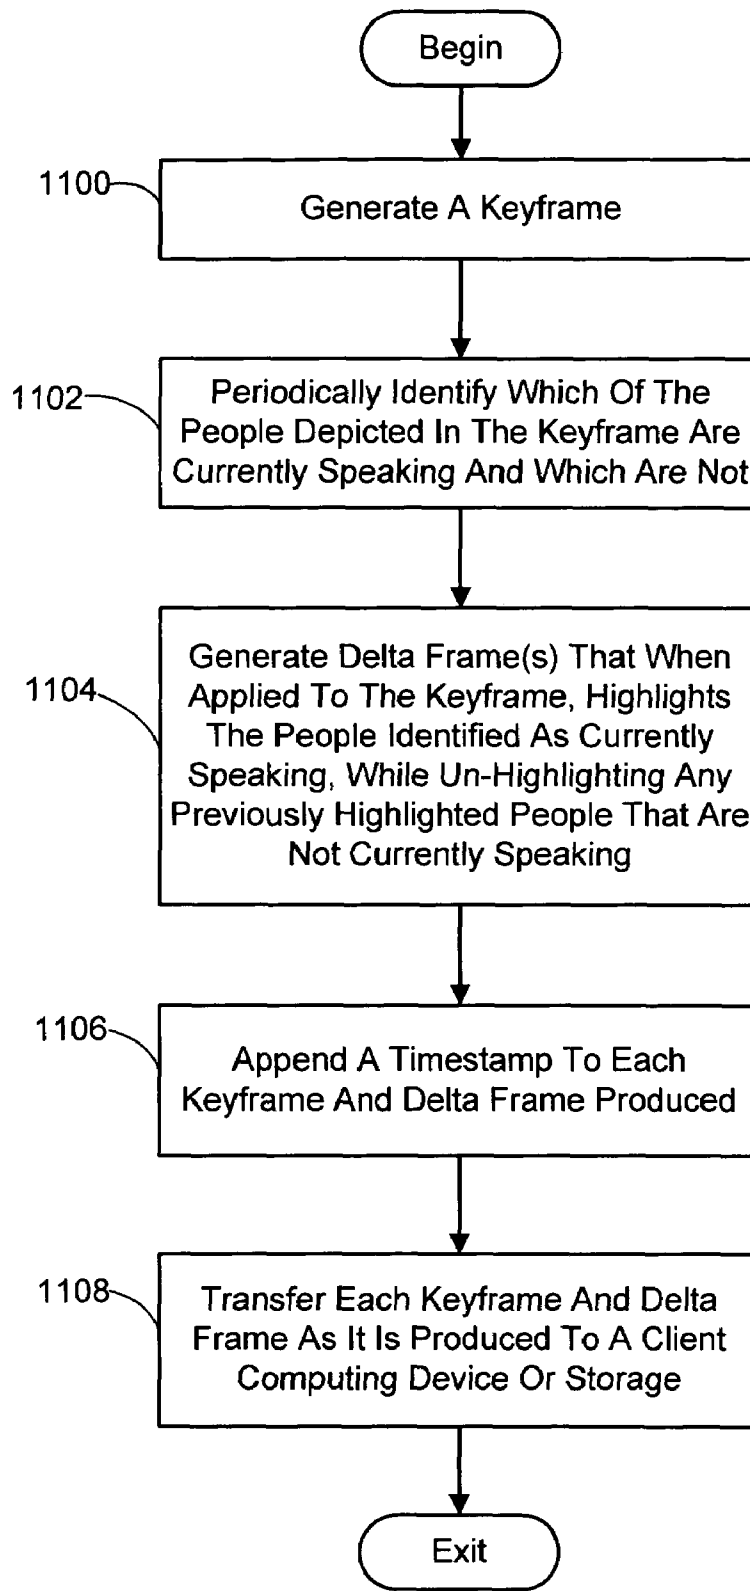 Begin
1100
Generate A Keyframe
1102
Periodically Identify Which Of The
People Depicted In The Keyframe Are
Currently Speaking And Which Are Not
1104
Generate Delta Frame(s) That When
Applied To The Keyframe, Highlights
The People Identified As Currently
Speaking, While Un-Highlighting Any
Previously Highlighted People That Are
Not Currently Speaking
1106
Append A Timestamp To Each
Keyframe And Delta Frame Produced
1108
Transfer Each Keyframe And Delta
Frame As It Is Produced To A Client
Computing Device Or Storage
Exit